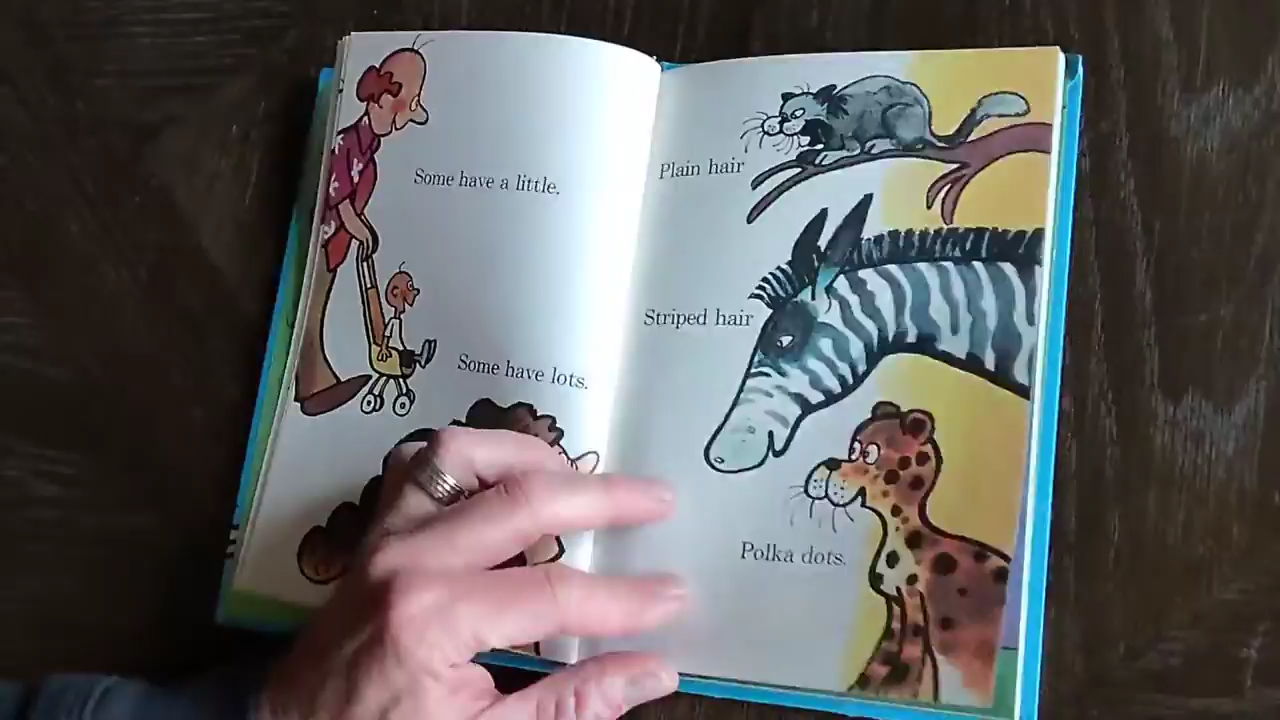 Some have a little.
Some have lots.
Plain hair
Striped hair
Polka dots.